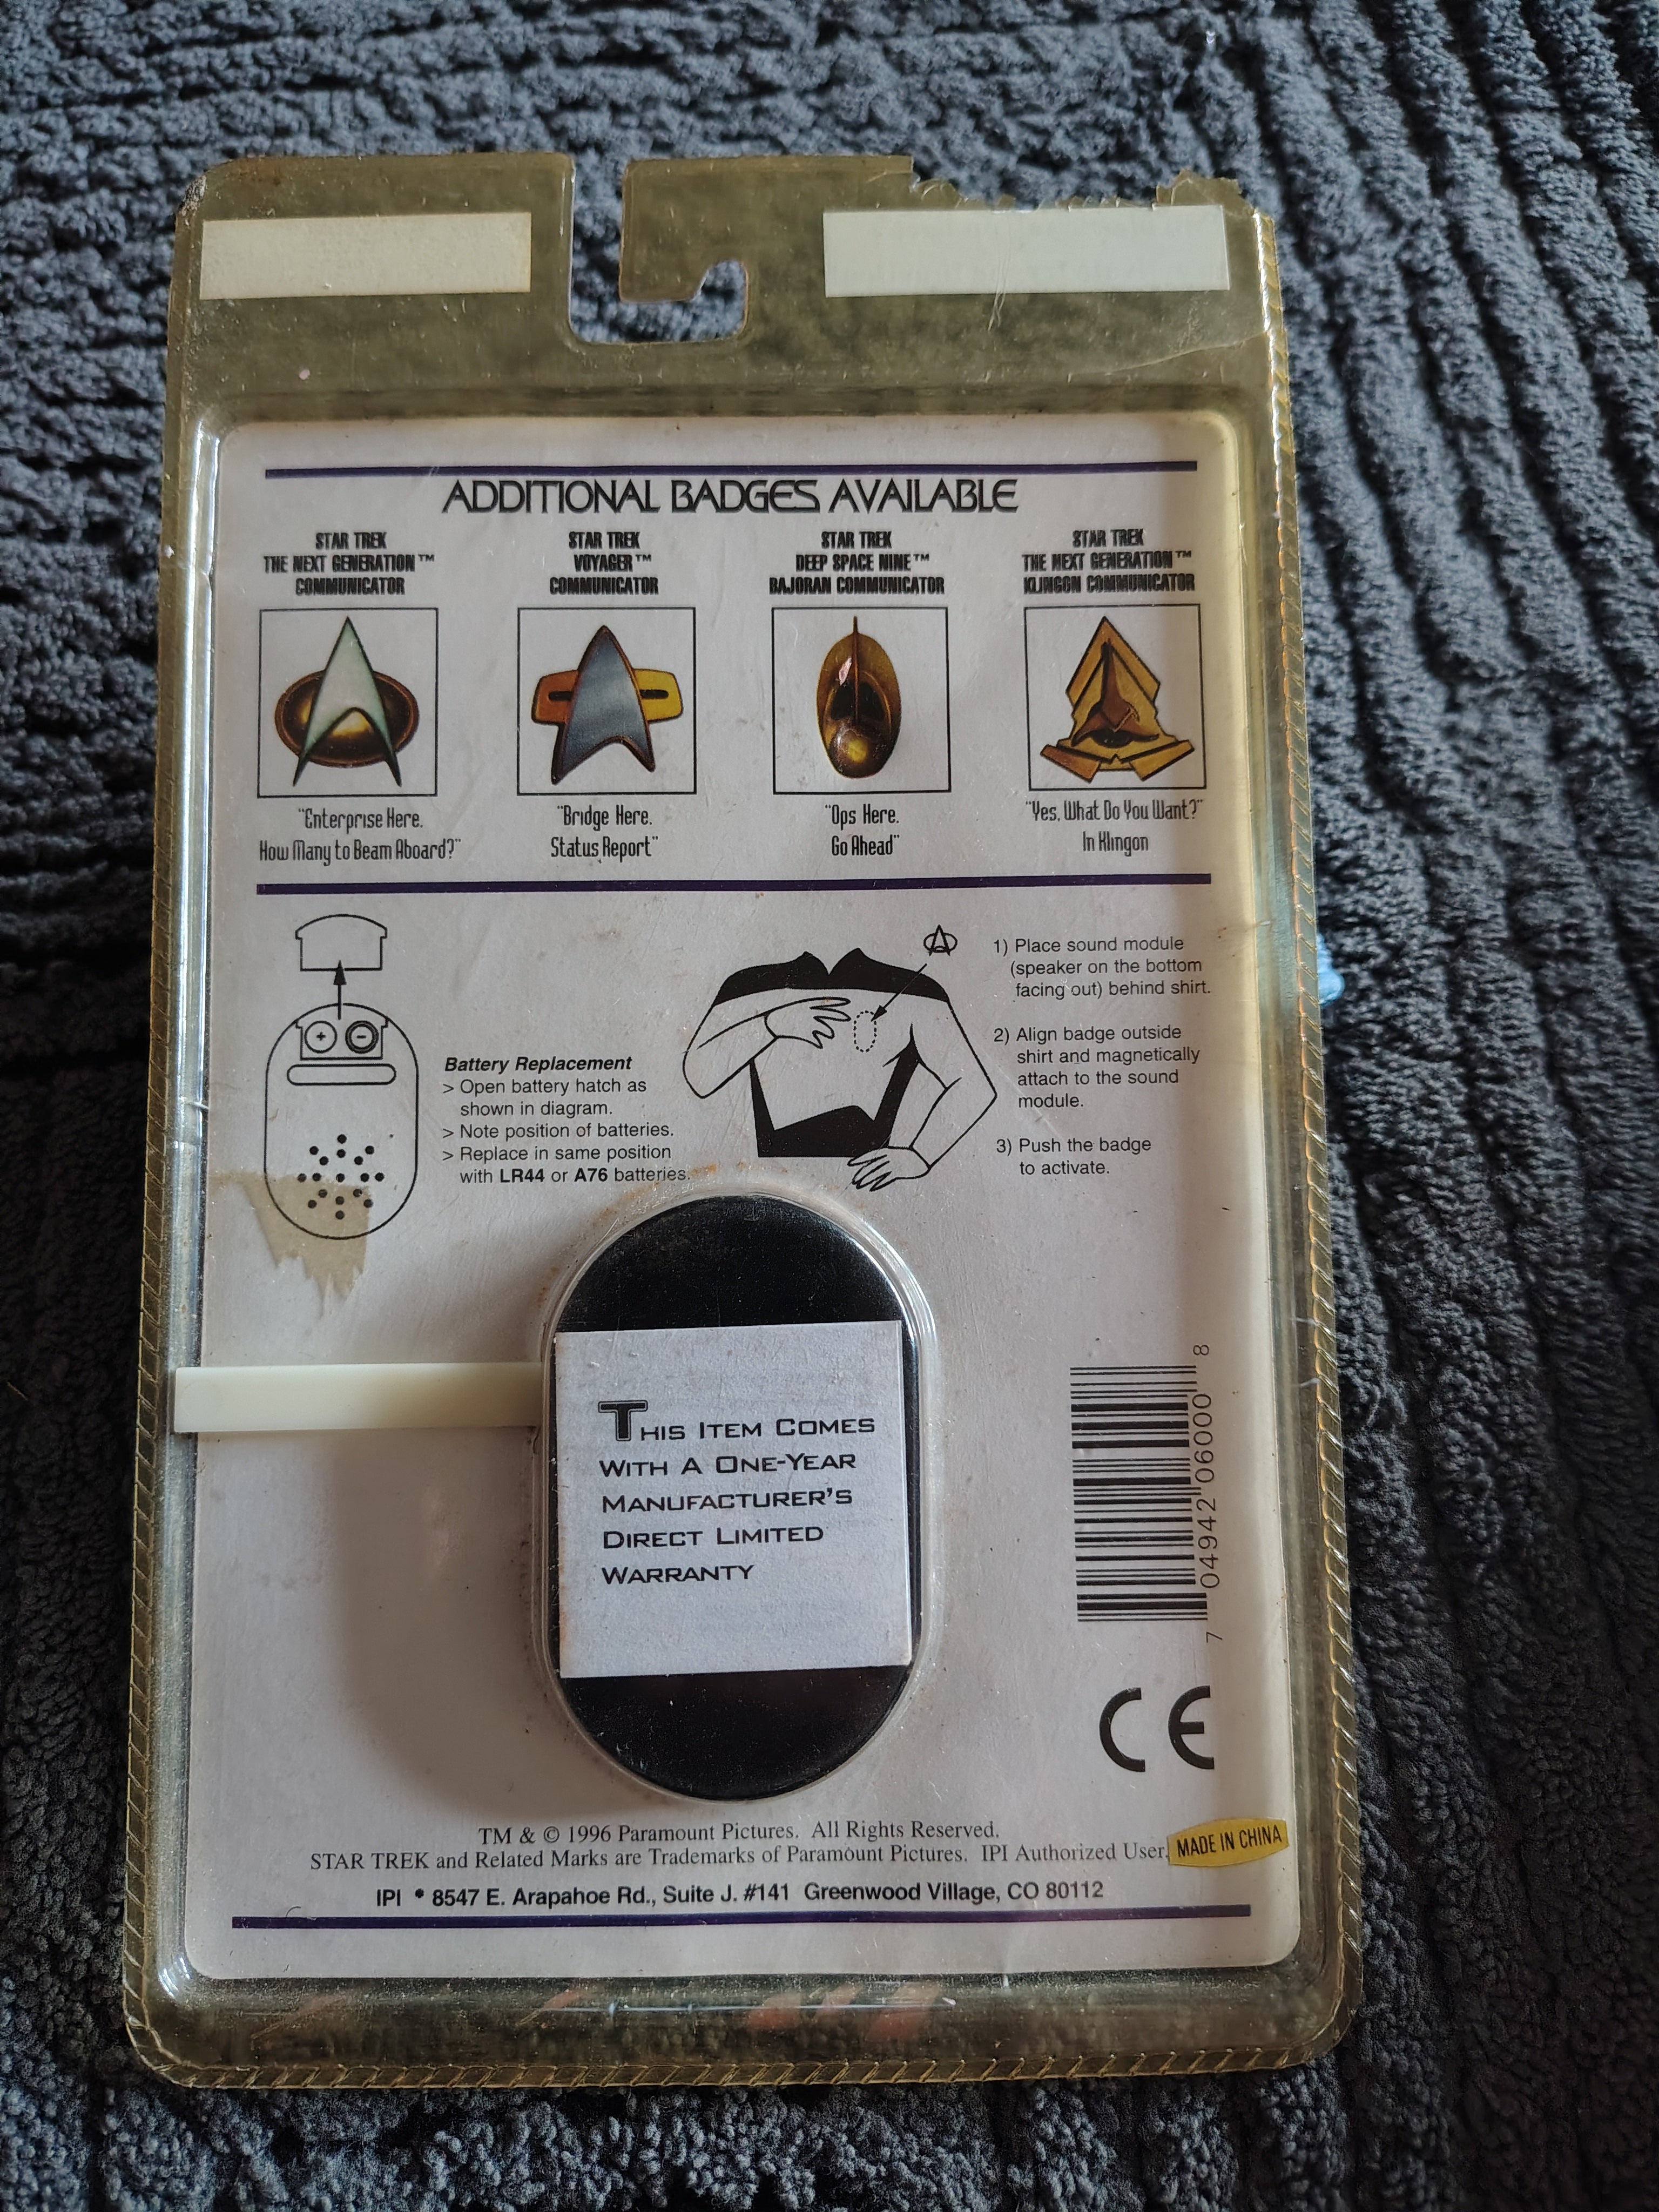 ADDITIONAL BADGES AVAILABLE
STAR TREK
THE NEXT GENERATION™
COMMUNICATOR
STAR TREK
VOYAGER™
COMMUNICATOR
STAR TREK
DEEP SPACE NINE™
BAJORAN COMMUNICATOR
STAR TREK
THE NEXT GENERATION™
KLINGON COMMUNICATOR
"Enterprise Here.
How Many to Beam Aboard?"
"Bridge Here.
Status Report"
"Ops Here.
Go Ahead"
"Yes, What Do You Want?"
In Klingon
+ −
Battery Replacement
> Open battery hatch as
shown in diagram.
> Note position of batteries.
> Replace in same position
with LR44 or A76 batteries.
1) Place sound module
(speaker on the bottom
facing out) behind shirt.
2) Align badge outside
shirt and magnetically
attach to the sound
module.
3) Push the badge
to activate.
THIS ITEM COMES
WITH A ONE-YEAR
MANUFACTURER'S
DIRECT LIMITED
WARRANTY
7 04942 06000 8
CE
TM & © 1996 Paramount Pictures. All Rights Reserved.
STAR TREK and Related Marks are Trademarks of Paramount Pictures. IPI Authorized User.
MADE IN CHINA
IPI • 8547 E. Arapahoe Rd., Suite J. #141 Greenwood Village, CO 80112